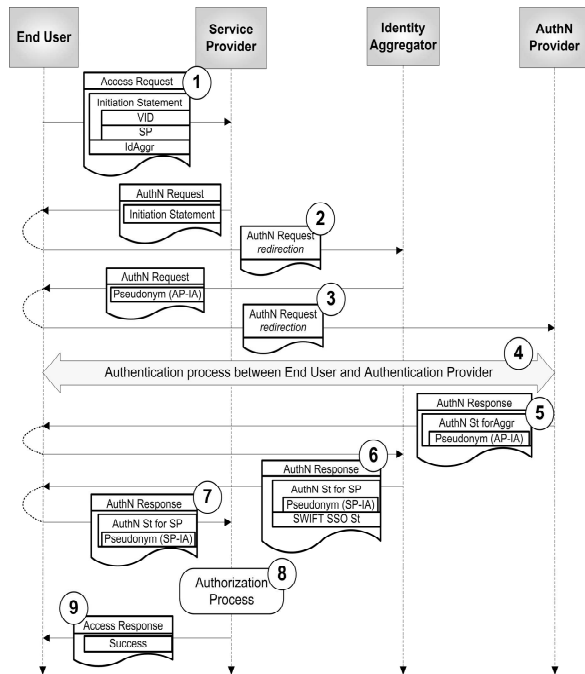 End User
Service
Provider
Identity
Aggregator
AuthN
Provider
1
Access Request
Initiation Statement
VID
SP
IdAggr
AuthN Request
Initiation Statement
2
AuthN Request
redirection
AuthN Request
Pseudonym (AP-IA)
3
AuthN Request
redirection
4
Authentication process between End User and Authentication Provider
5
AuthN Response
AuthN St forAggr
Pseudonym (AP-IA)
6
AuthN Response
AuthN St for SP
Pseudonym (SP-IA)
SWIFT SSO St
7
AuthN Response
AuthN St for SP
Pseudonym (SP-IA)
8
Authorization
Process
9
Access Response
Success